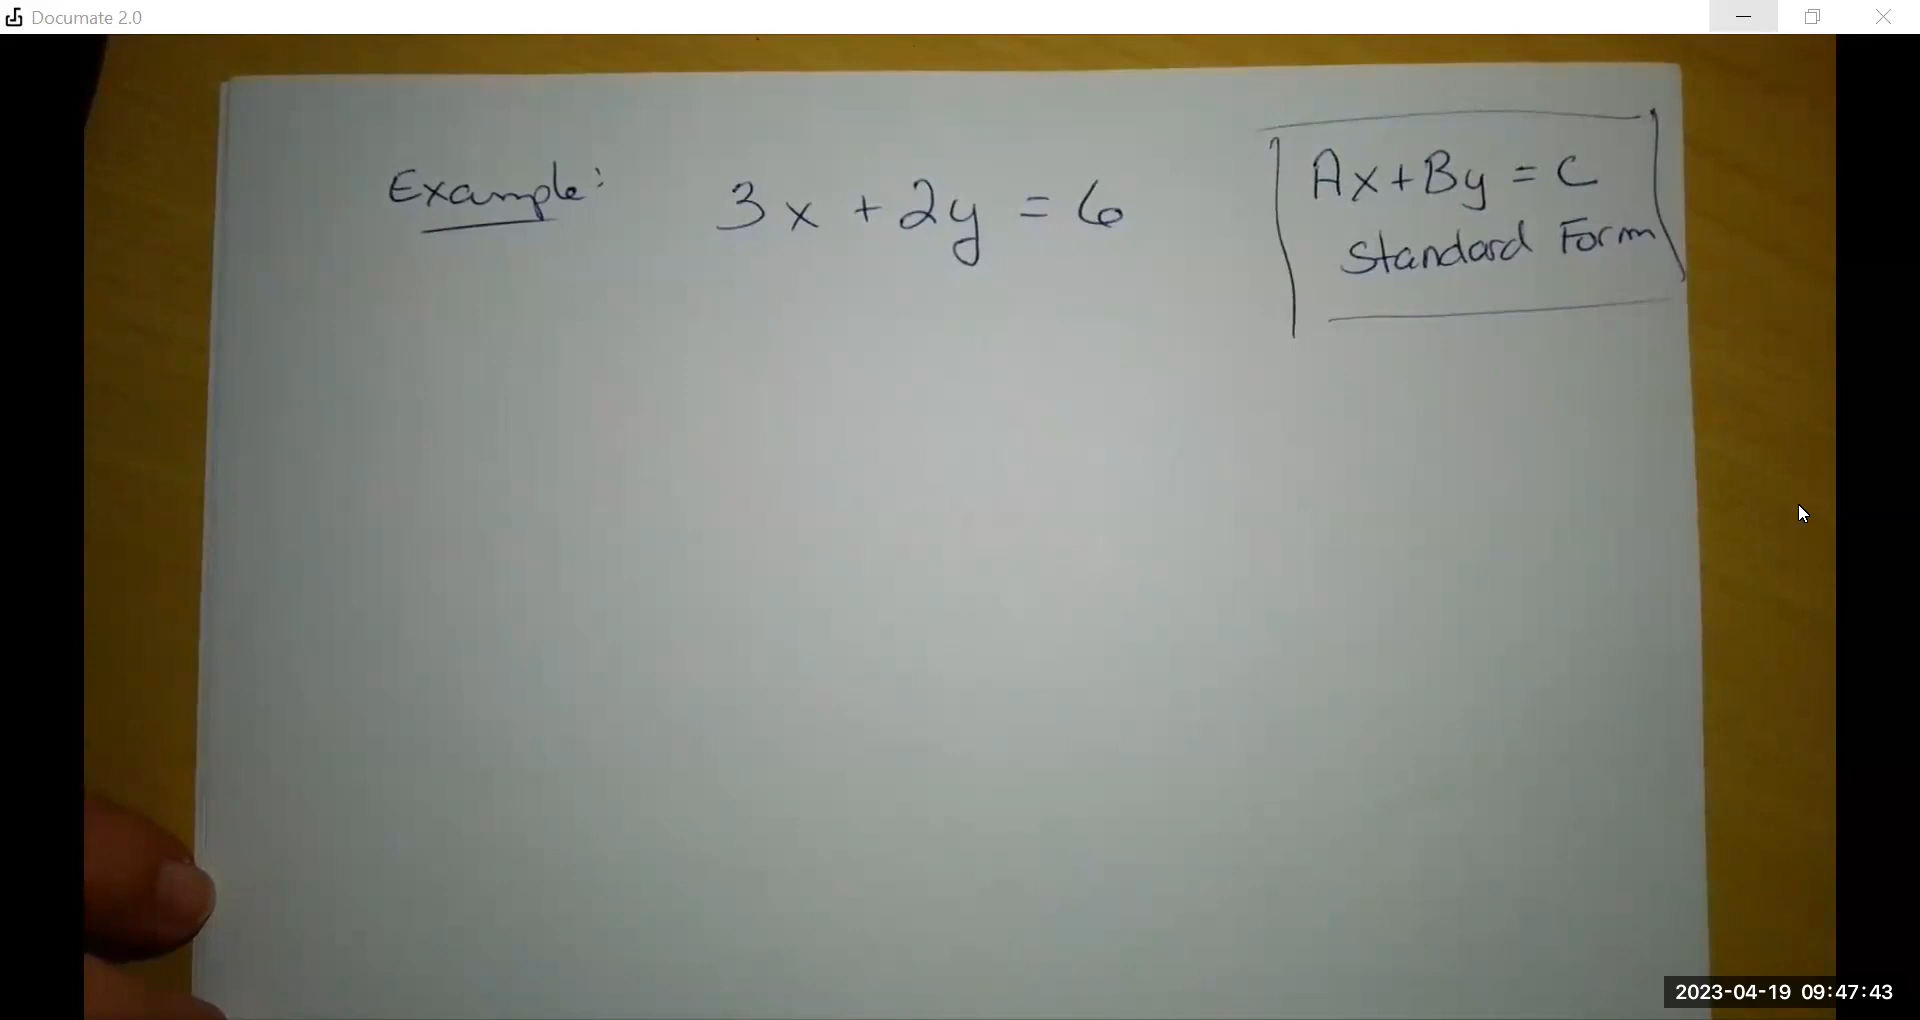 Documate 2.0
Example: 3x + 2y = 6
Ax + By = C
Standard Form
2023-04-19 09:47:43